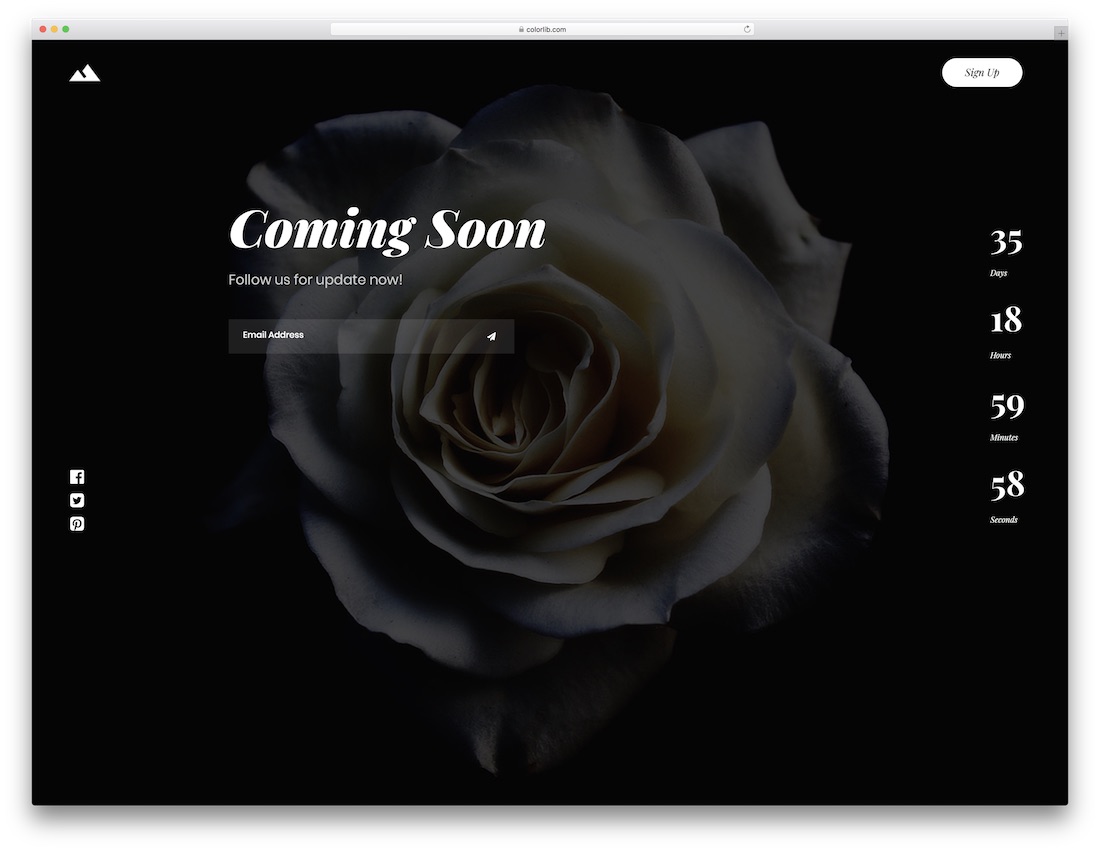 colorlib.com
Sign Up
Coming Soon
Follow us for update now!
Email Address
35
Days
18
Hours
59
Minutes
58
Seconds